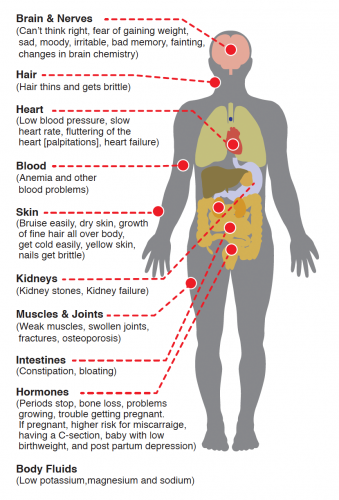 Brain & Nerves
(Can't think right, fear of gaining weight,
sad, moody, irritable, bad memory, fainting,
changes in brain chemistry)
Hair
(Hair thins and gets brittle)
Heart
(Low blood pressure, slow
heart rate, fluttering of the
heart [palpitations], heart failure)
Blood
(Anemia and other
blood problems)
Skin
(Bruise easily, dry skin, growth
of fine hair all over body,
get cold easily, yellow skin,
nails get brittle)
Kidneys
(Kidney stones, Kidney failure)
Muscles & Joints
(Weak muscles, swollen joints,
fractures, osteoporosis)
Intestines
(Constipation, bloating)
Hormones
(Periods stop, bone loss, problems
growing, trouble getting pregnant.
If pregnant, higher risk for miscarraige,
having a C-section, baby with low
birthweight, and post partum depression)
Body Fluids
(Low potassium,magnesium and sodium)